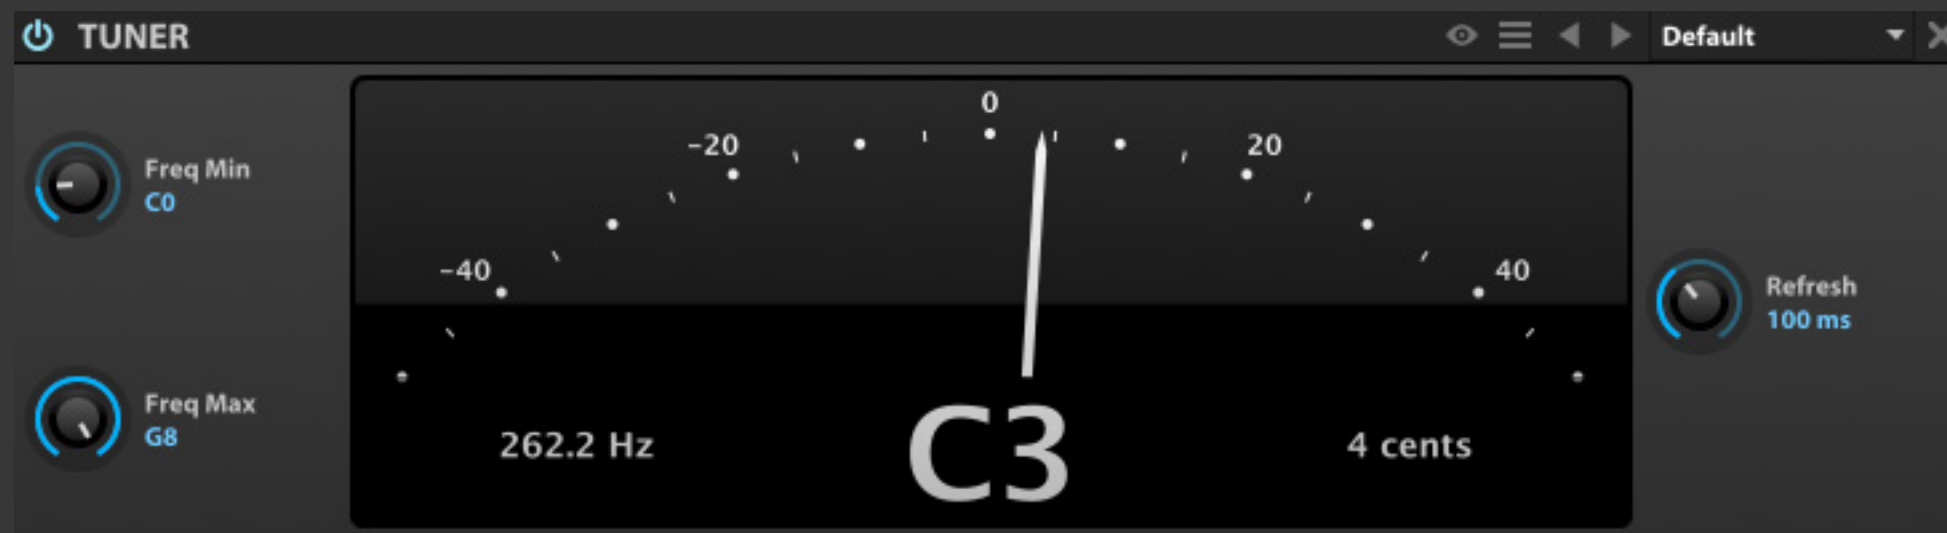 TUNER
Default
Freq Min
C0
Freq Max
G8
-40
-20
0
20
40
262.2 Hz
C3
4 cents
Refresh
100 ms